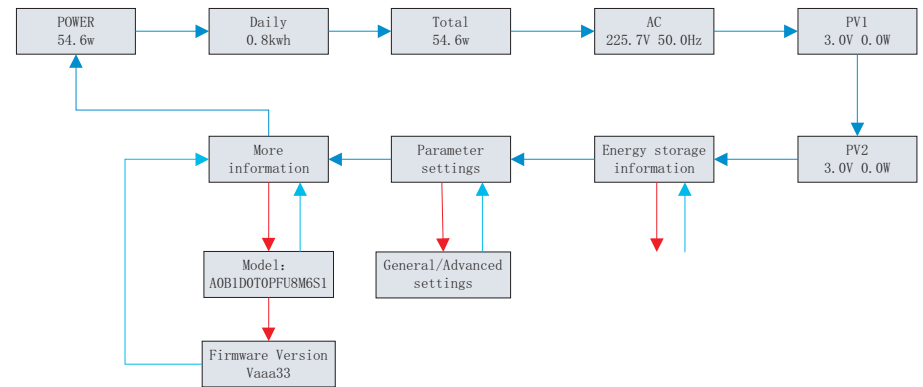 POWER
54.6w
Daily
0.8kwh
Total
54.6w
AC
225.7V 50.0Hz
PV1
3.0V 0.0W
More
information
Parameter
settings
Energy storage
information
PV2
3.0V 0.0W
Model:
A0B1D0T0PFU8M6S1
General/Advanced
settings
Firmware Version
Vaaa33